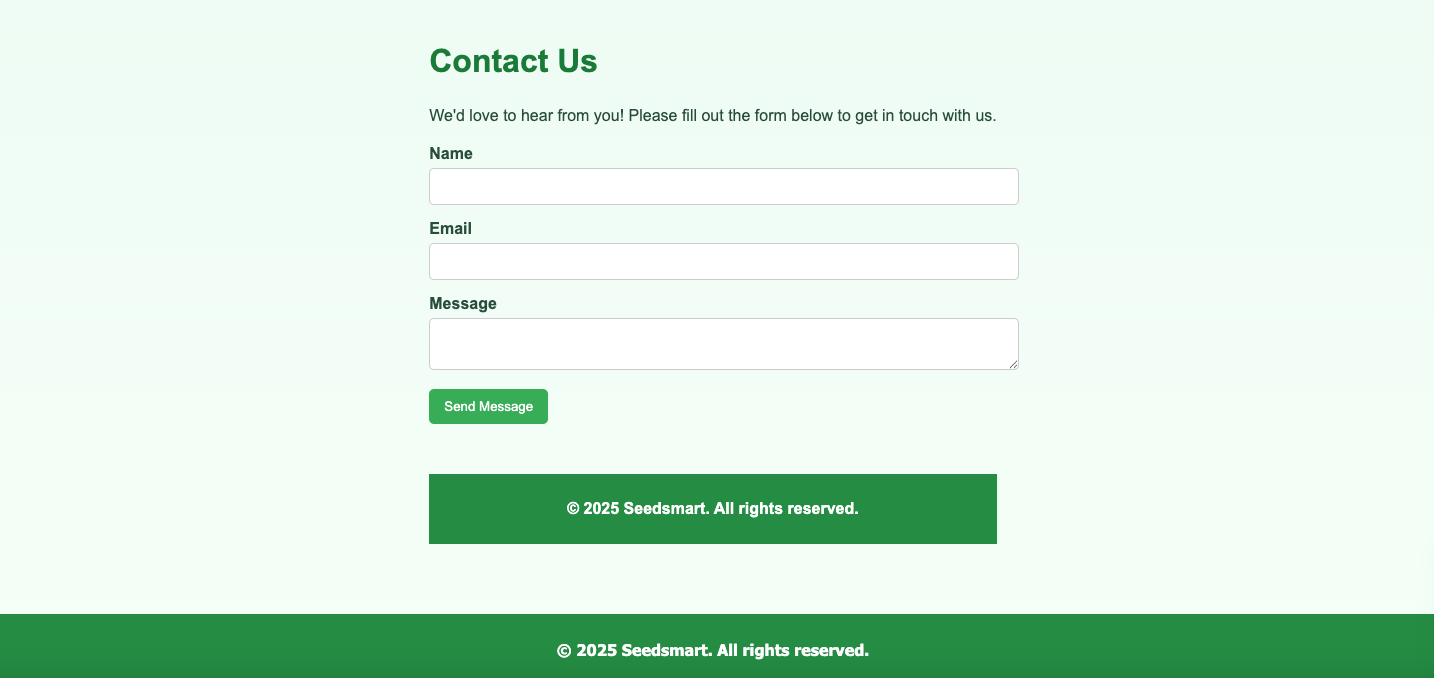 Contact Us
We'd love to hear from you! Please fill out the form below to get in touch with us.
Name
Email
Message
Send Message
© 2025 Seedsmart. All rights reserved.
© 2025 Seedsmart. All rights reserved.